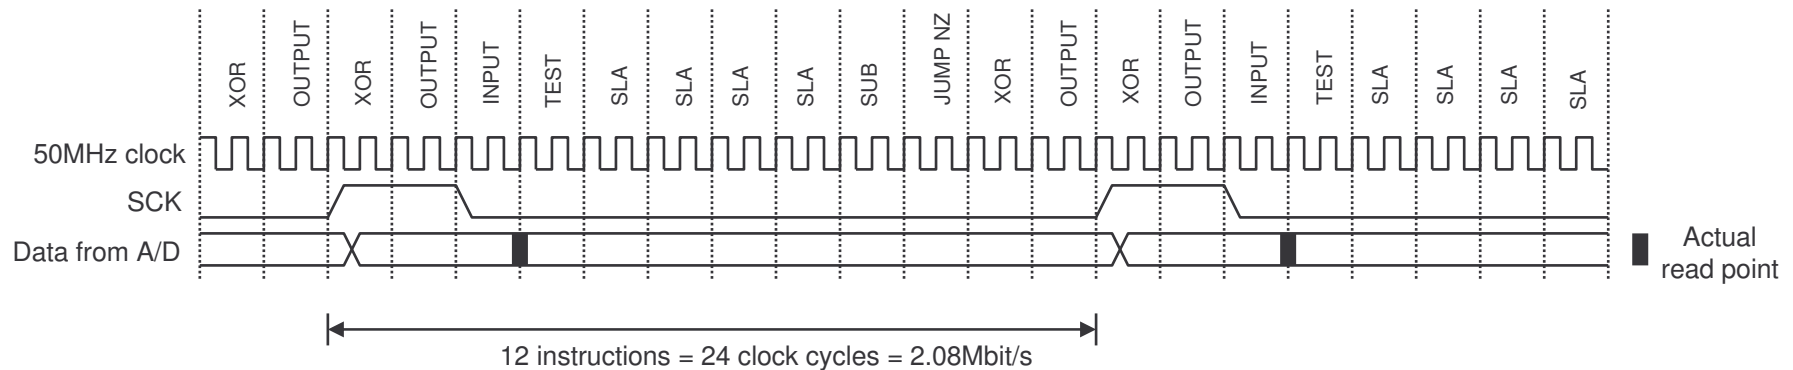 XOR
OUTPUT
XOR
OUTPUT
INPUT
TEST
SLA
SLA
SLA
SLA
SUB
JUMP NZ
XOR
OUTPUT
XOR
OUTPUT
INPUT
TEST
SLA
SLA
SLA
SLA
50MHz clock
SCK
Data from A/D
Actual
read point
12 instructions = 24 clock cycles = 2.08Mbit/s